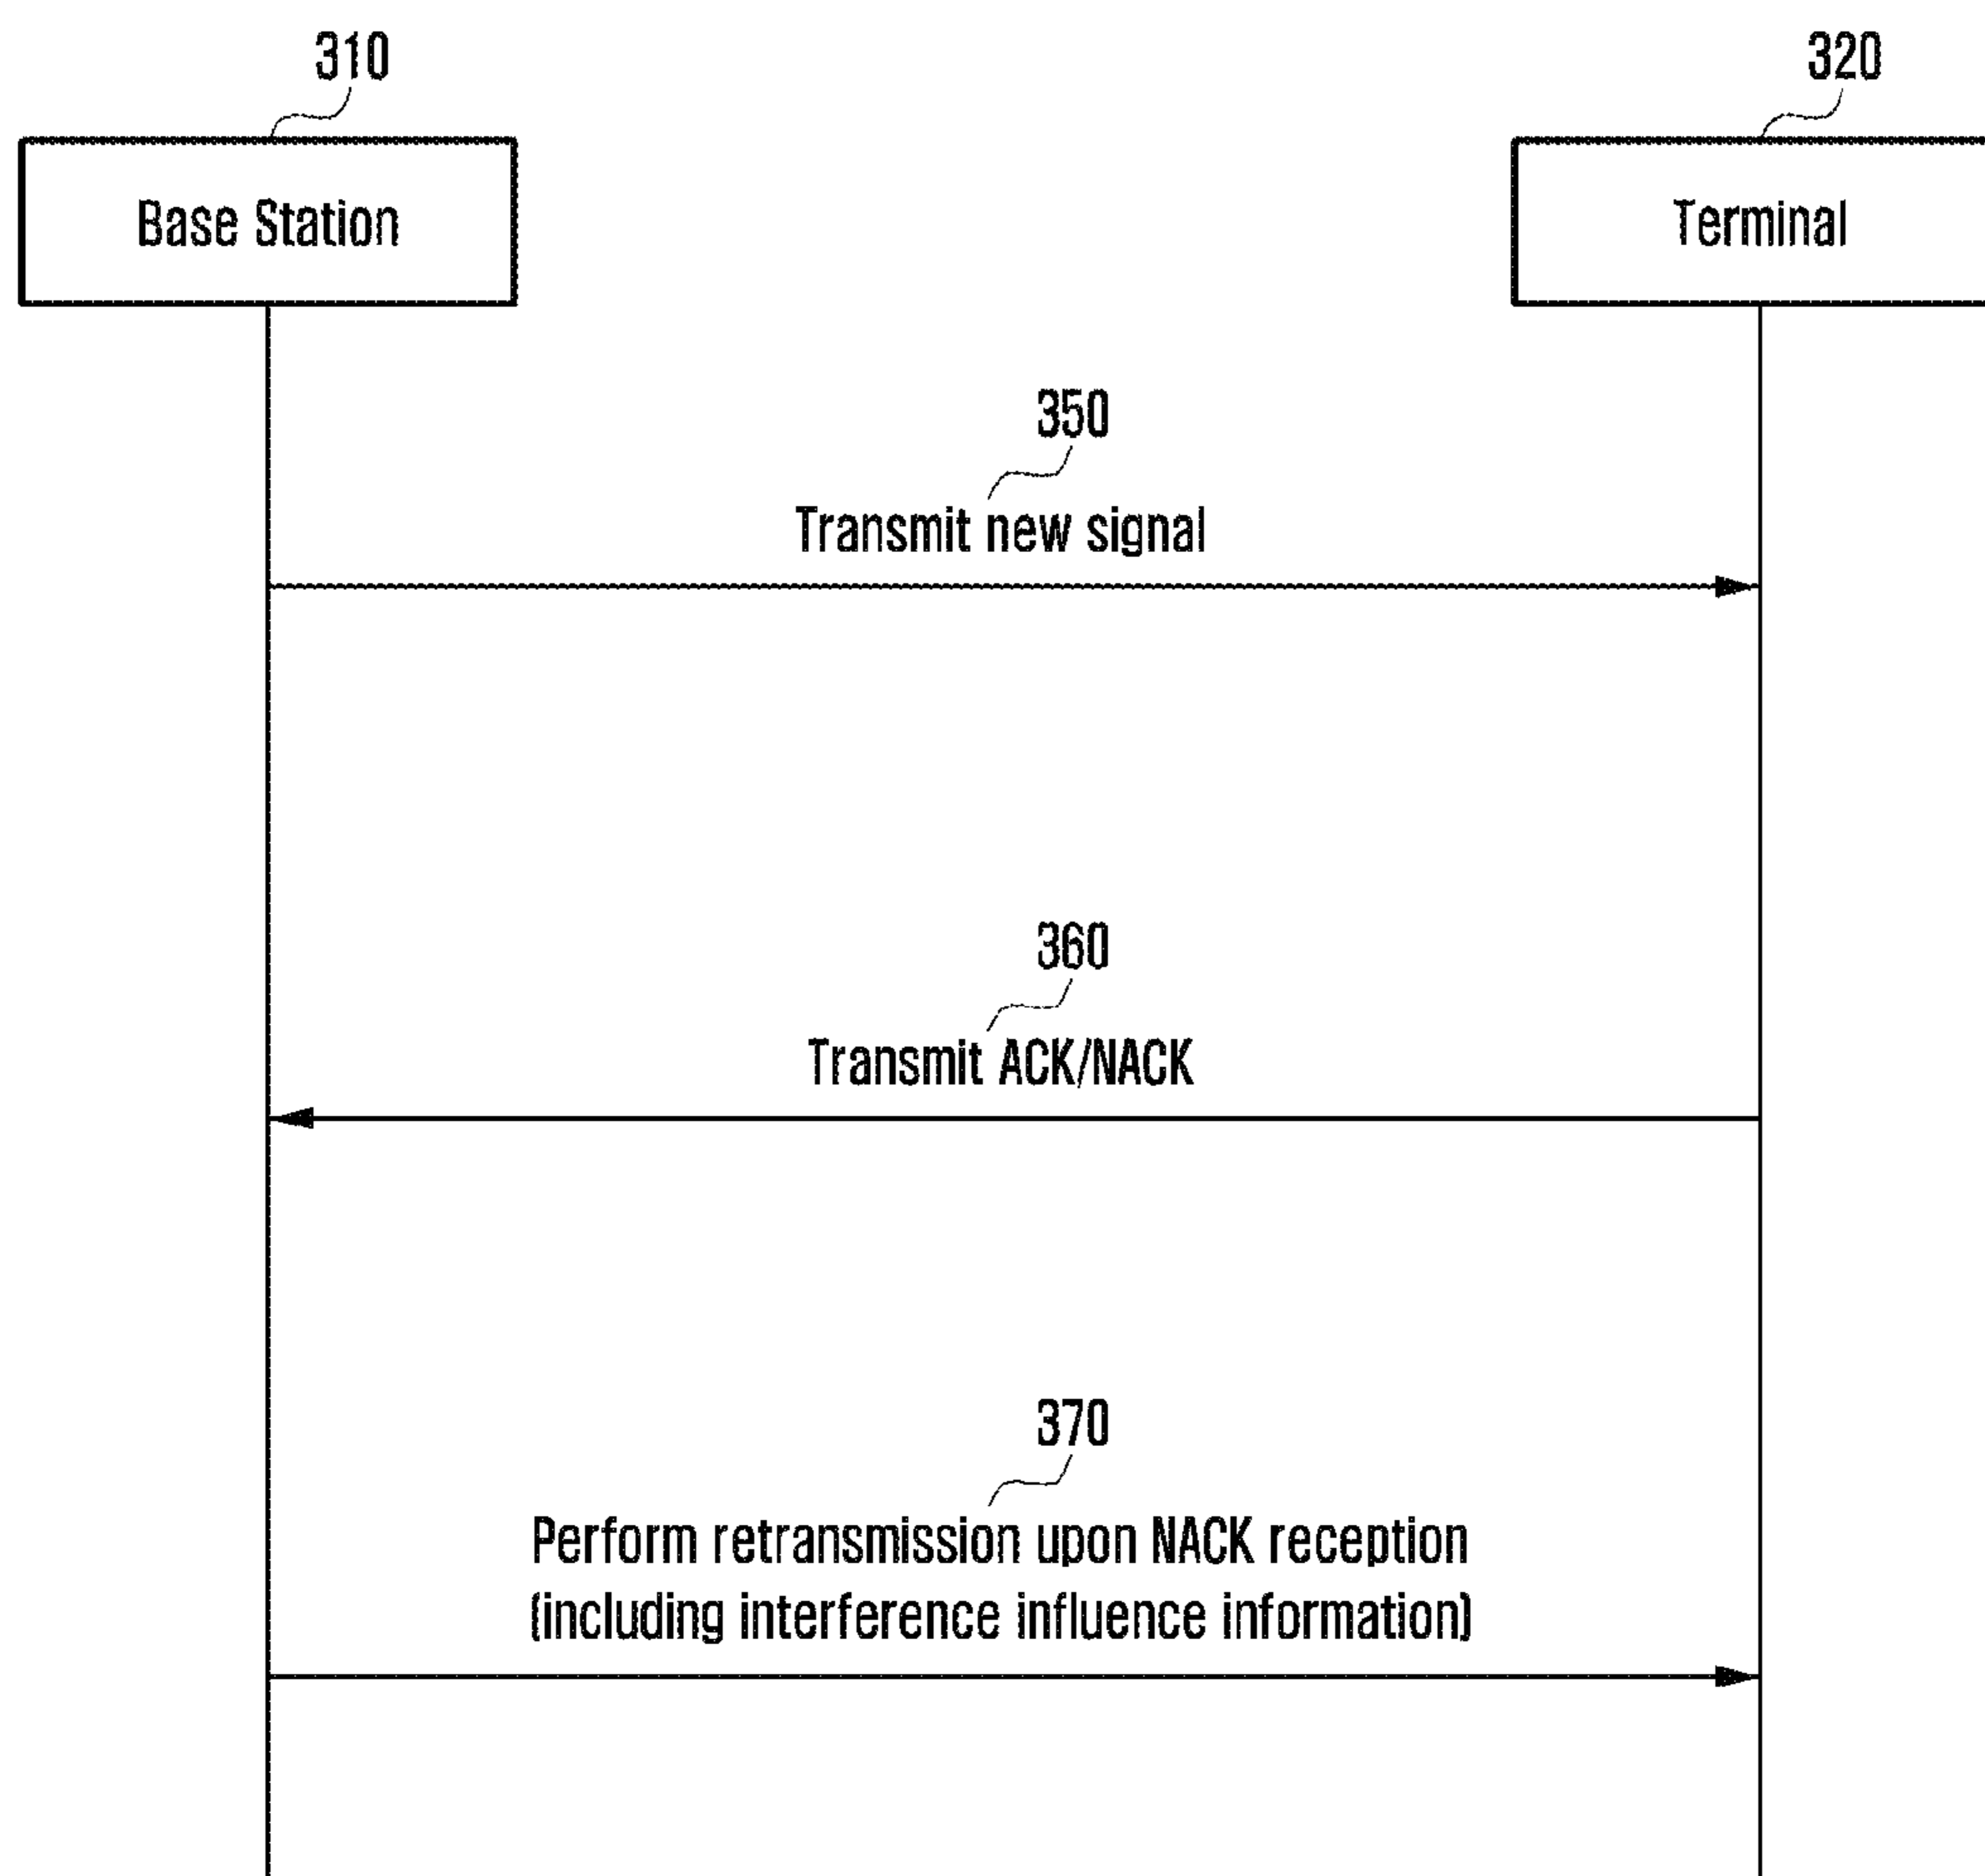 310
320
Base Station
Terminal
350
Transmit new signal
360
Transmit ACK/NACK
370
Perform retransmission upon NACK reception
(including interference influence information)